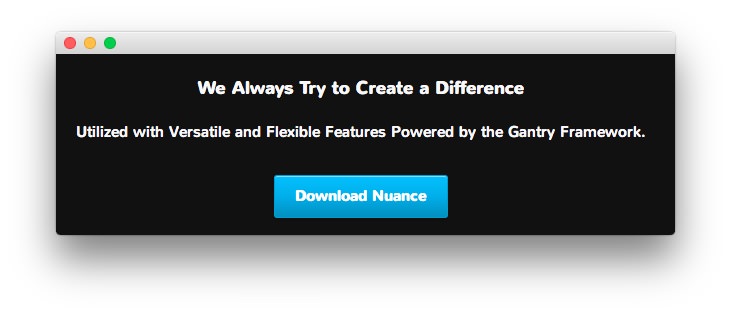 We Always Try to Create a Difference
Utilized with Versatile and Flexible Features Powered by the Gantry Framework.
Download Nuance